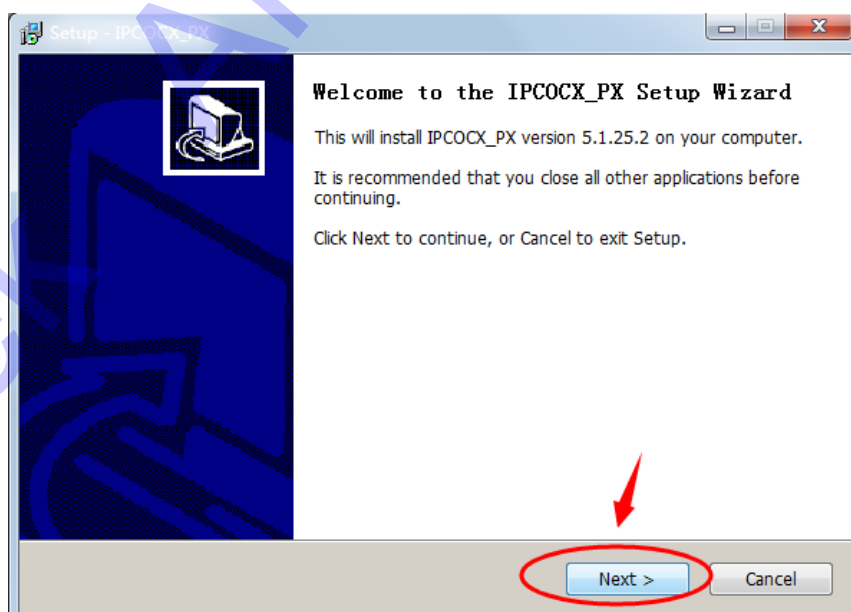 Setup - IPCOCX_PX
Welcome to the IPCOCX_PX Setup Wizard
This will install IPCOCX_PX version 5.1.25.2 on your computer.
It is recommended that you close all other applications before
continuing.
Click Next to continue, or Cancel to exit Setup.
Next >
Cancel